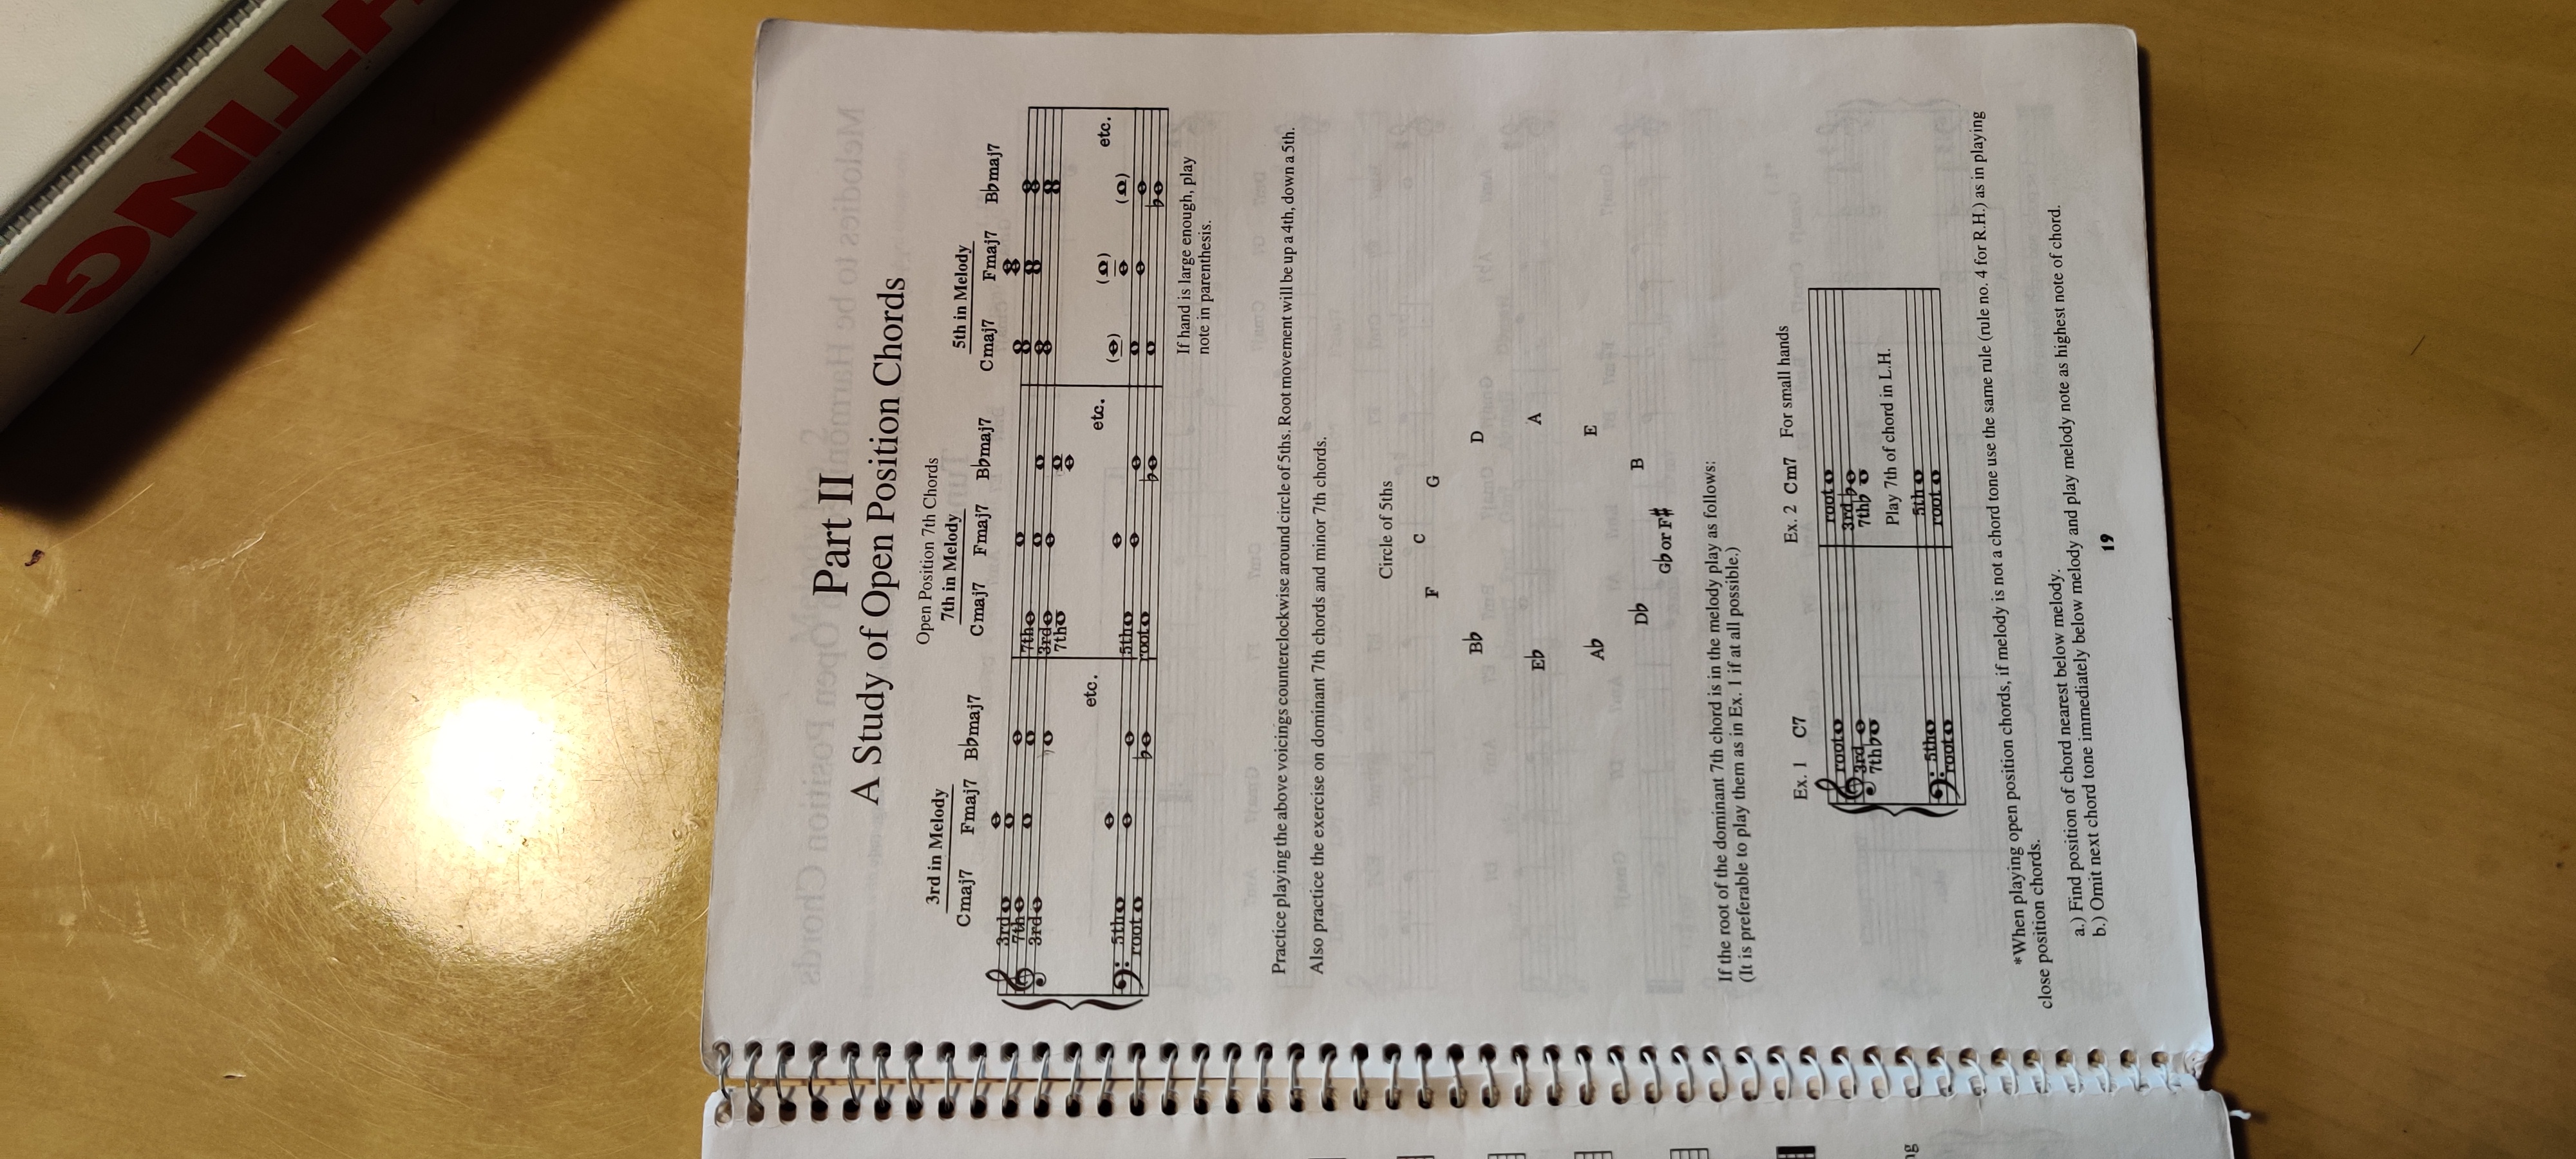 Part II
A Study of Open Position Chords
Open Position 7th Chords
3rd in Melody 7th in Melody 5th in Melody
Cmaj7 Fmaj7 B♭maj7 Cmaj7 Fmaj7 B♭maj7 Cmaj7 Fmaj7 B♭maj7
3rd 7th
7th 3rd
3rd 7th
etc. etc. etc.
5th 5th
root root
If hand is large enough, play
note in parenthesis.
Practice playing the above voicings counterclockwise around circle of 5ths. Root movement will be up a 4th, down a 5th.
Also practice the exercise on dominant 7th chords and minor 7th chords.
Circle of 5ths
C
F G
B♭ D
E♭ A
A♭ E
D♭ B
G♭ or F#
If the root of the dominant 7th chord is in the melody play as follows:
(It is preferable to play them as in Ex. 1 if at all possible.)
Ex. 1 C7 Ex. 2 Cm7 For small hands
root root
3rd 3rd
7th 7th
Play 7th of chord in L.H.
5th 5th
root root
*When playing open position chords, if melody is not a chord tone use the same rule (rule no. 4 for R.H.) as in playing
close position chords.
a.) Find position of chord nearest below melody.
b.) Omit next chord tone immediately below melody and play melody note as highest note of chord.
19